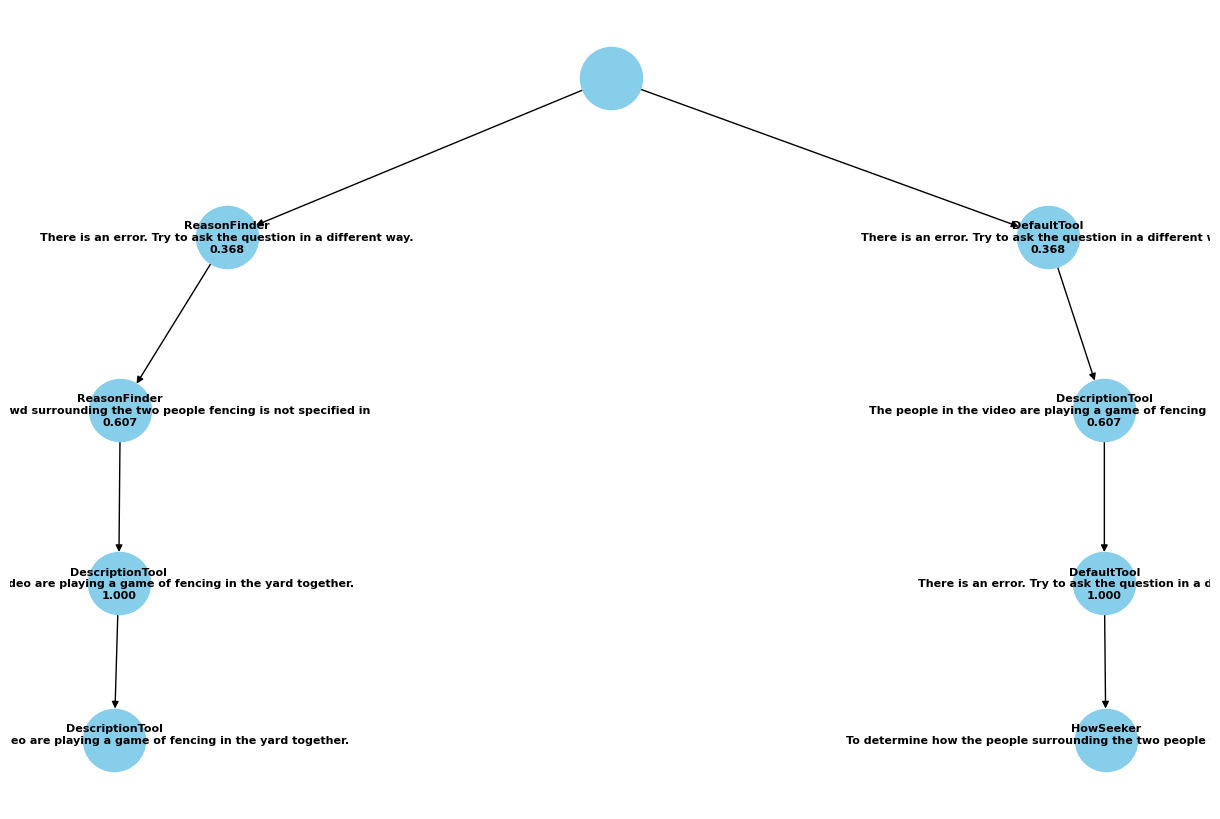 ReasonFinder
There is an error. Try to ask the question in a different way.
0.368
DefaultTool
There is an error. Try to ask the question in a different
0.368
ReasonFinder
surrounding the two people fencing is not specified in
0.607
DescriptionTool
The people in the video are playing a game of fencing
0.607
DescriptionTool
are playing a game of fencing in the yard together.
1.000
DefaultTool
There is an error. Try to ask the question in a
1.000
DescriptionTool
are playing a game of fencing in the yard together.
HowSeeker
To determine how the people surrounding the two people